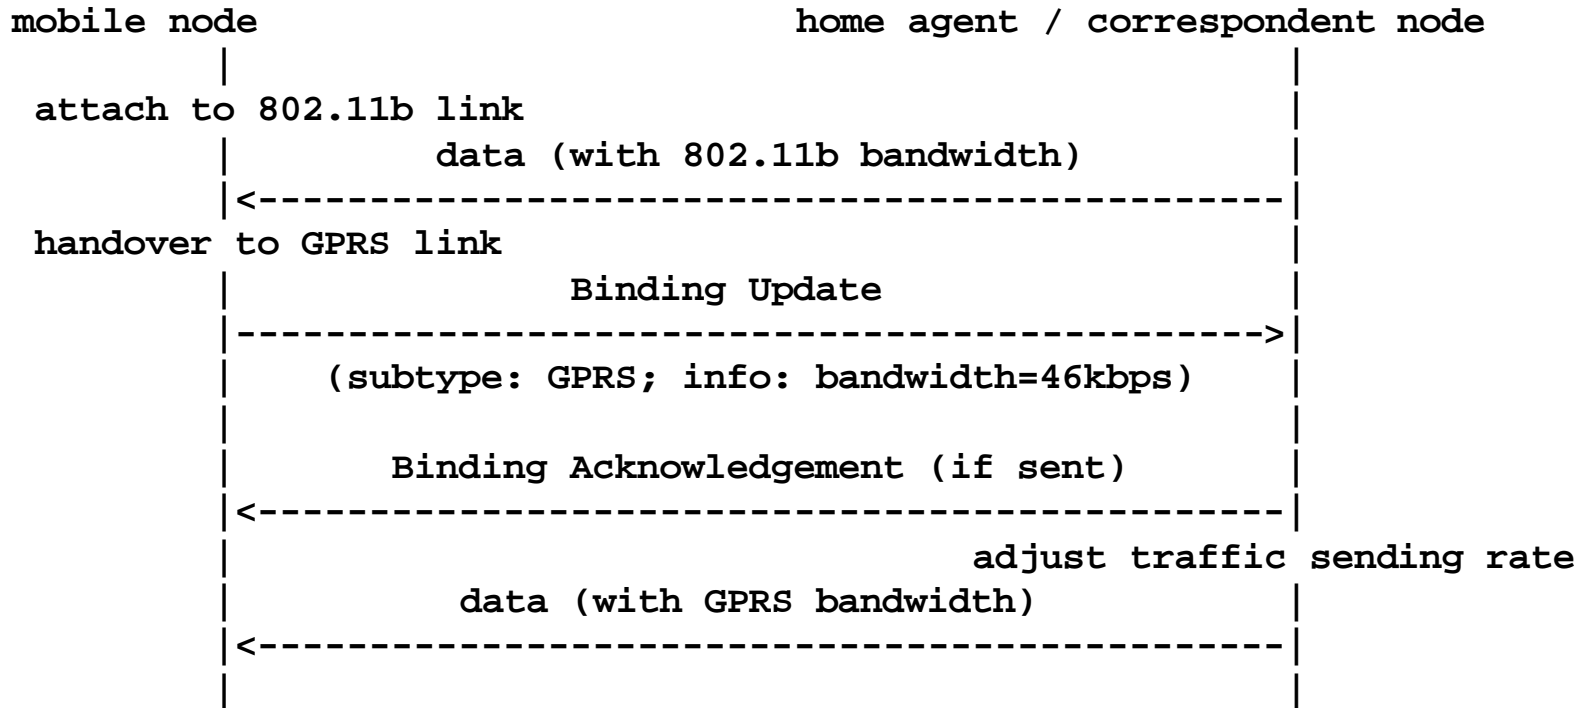 mobile node home agent / correspondent node
attach to 802.11b link
data (with 802.11b bandwidth)
handover to GPRS link
Binding Update
(subtype: GPRS; info: bandwidth=46kbps)
Binding Acknowledgement (if sent)
adjust traffic sending rate
data (with GPRS bandwidth)